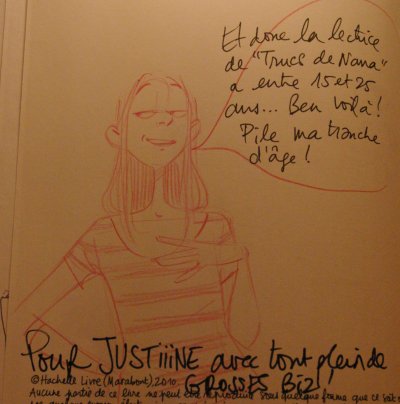 Et donc la lectrice
de "Trucs de Nana"
a entre 15 et 25
ans... Ben Voilà!
Pile ma tranche
d'âge!
Pour JUSTiiiNE avec tout plein de
GROSSES BiZ!
©Hachette Livre (Marabout), 2010.
Aucune partie de ce livre ne peut être reproduite sous quelque forme que ce soit